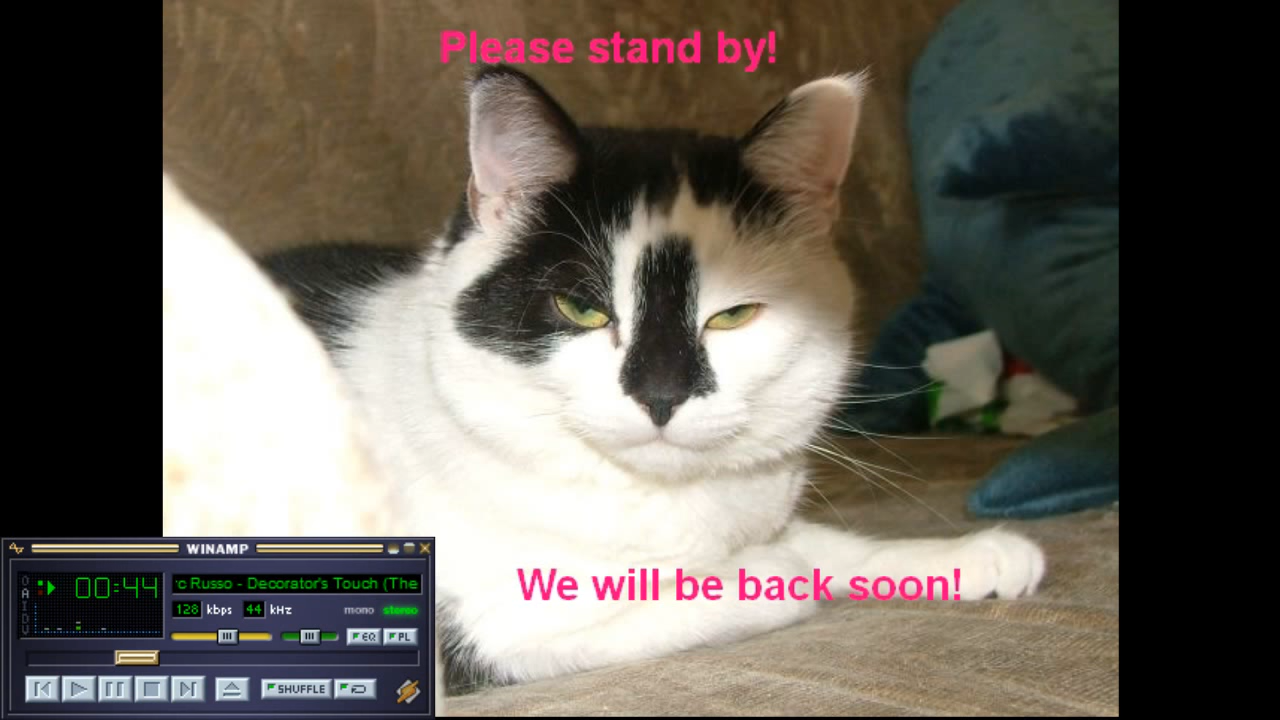 Please stand by!
We will be back soon!
WINAMP
00:44
c Russo - Decorator's Touch (The
128 kbps 44 kHz mono stereo
EQ PL
SHUFFLE